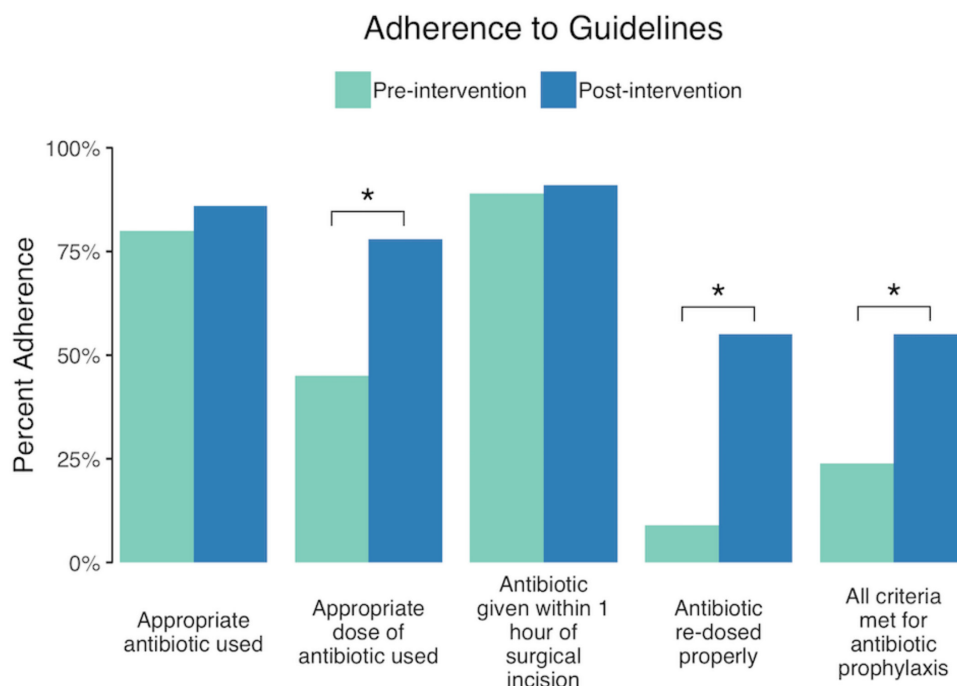 Adherence to Guidelines
Pre-intervention Post-intervention
Percent Adherence
100%
75%
50%
25%
0%
*
*
*
Appropriate
antibiotic used
Appropriate
dose of
antibiotic used
Antibiotic
given within 1
hour of
surgical
incision
Antibiotic
re-dosed
properly
All criteria
met for
antibiotic
prophylaxis